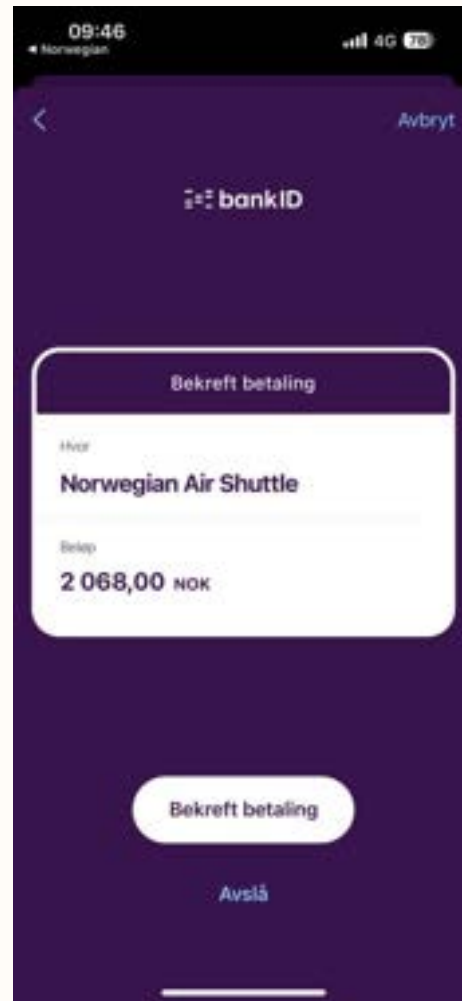 09:46
Norwegian
4G 70
Avbryt
bankID
Bekreft betaling
Hvor
Norwegian Air Shuttle
Beløp
2 068,00 NOK
Bekreft betaling
Avslå